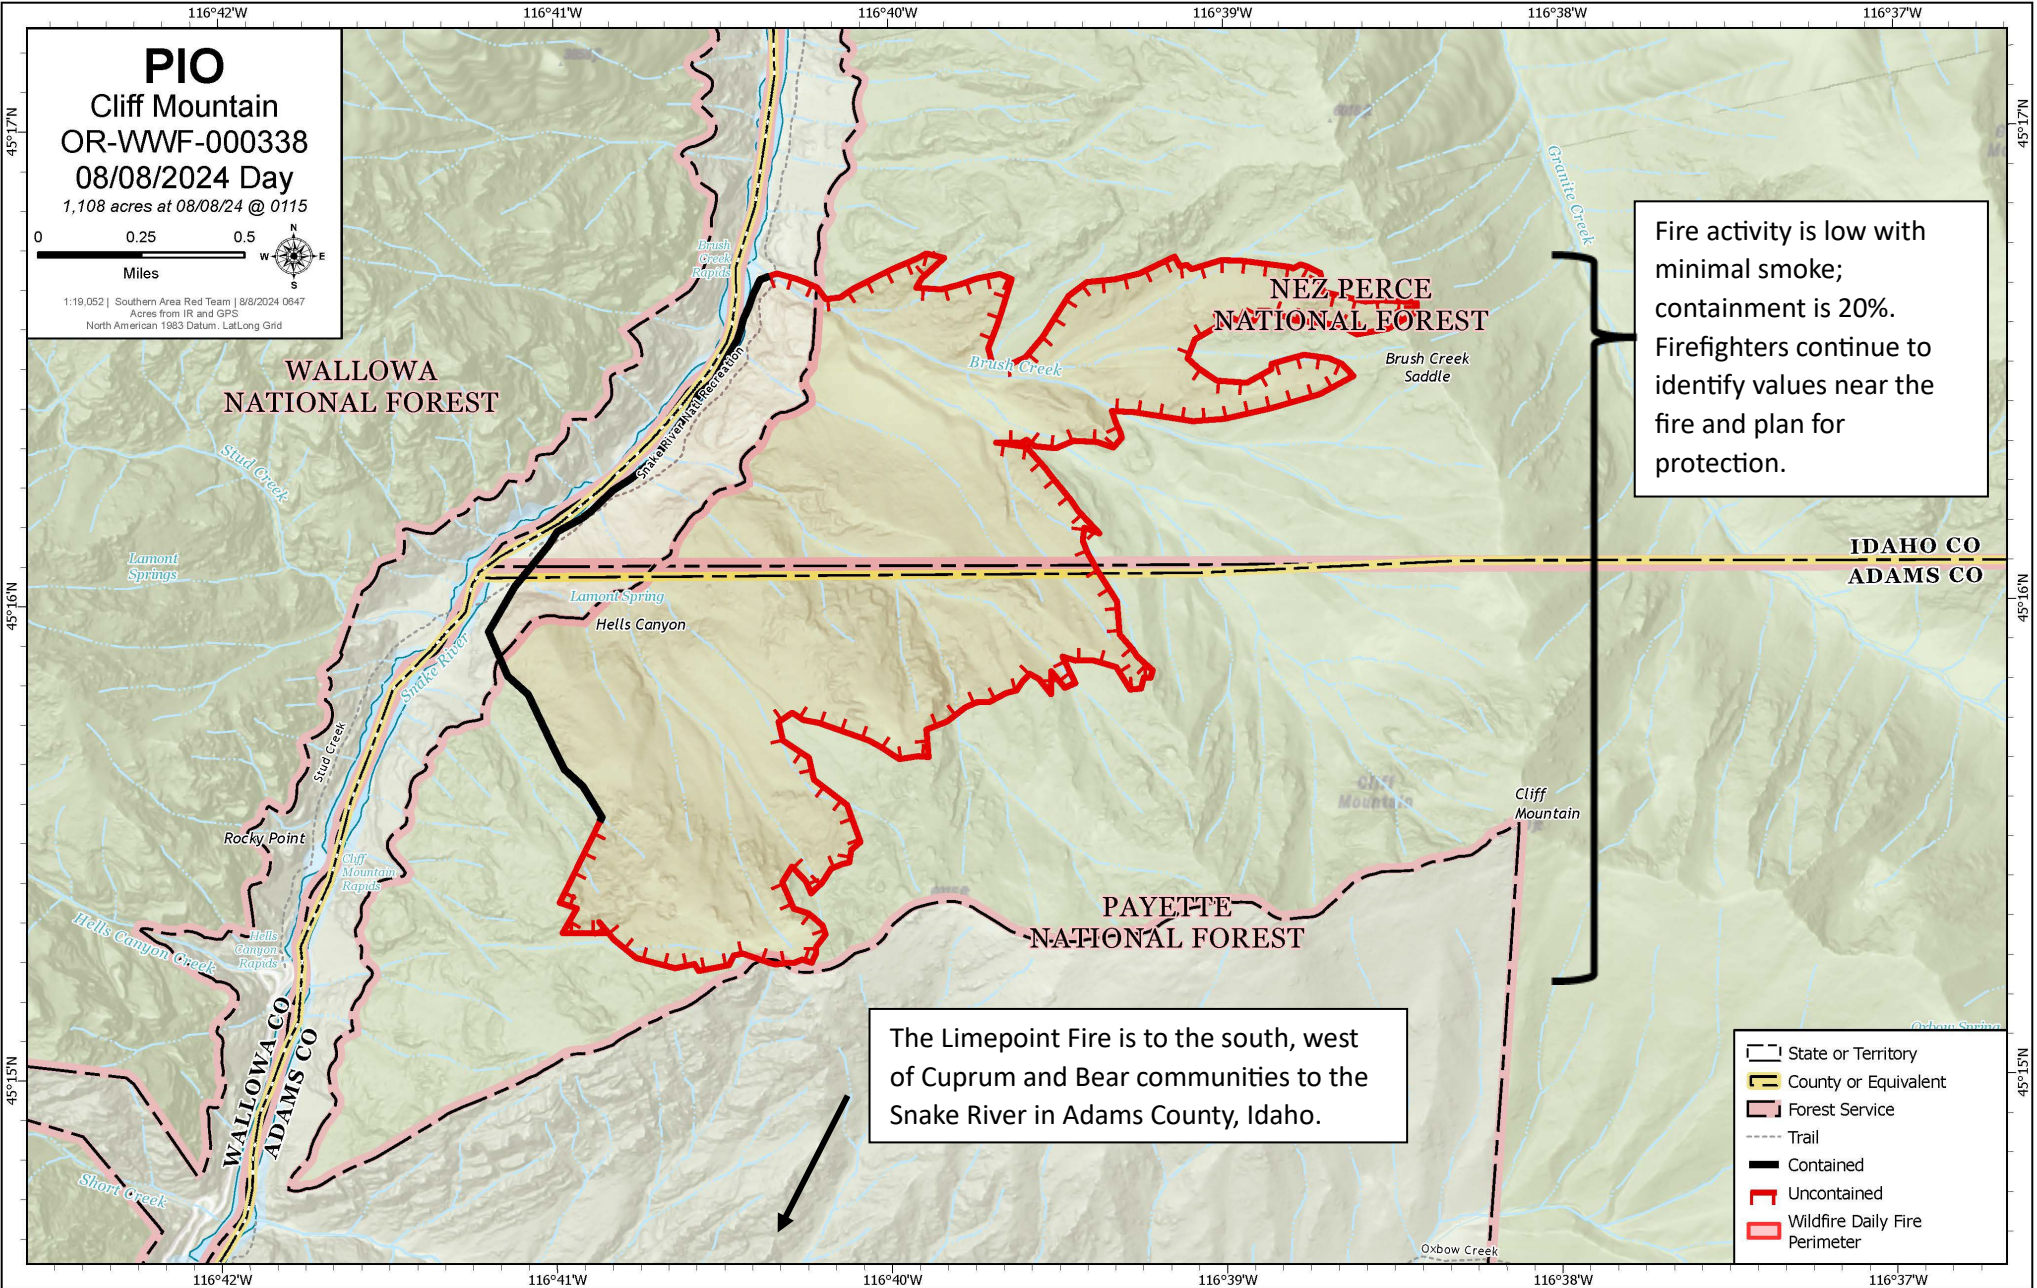 116°42'W
116°41'W
116°40'W
116°39'W
116°38'W
116°37'W
PIO
Cliff Mountain
OR-WWF-000338
08/08/2024 Day
1,108 acres at 08/08/24 @ 0115
0
0.25
0.5
Miles
N
W
E
S
1:19,052 | Southern Area Red Team | 8/8/2024 0647
Acres from IR and GPS
North American 1983 Datum. LatLong Grid
45°17'N
45°17'N
Granite Creek
Fire activity is low with
minimal smoke;
containment is 20%.
Firefighters continue to
identify values near the
fire and plan for
protection.
Brush
Creek
Rapids
NEZ PERCE
NATIONAL FOREST
Brush Creek
Saddle
Brush Creek
WALLOWA
NATIONAL FOREST
Snake River Natl Recreation
Stud Creek
Lamont
Springs
IDAHO CO
ADAMS CO
45°16'N
45°16'N
Lamont Spring
Hells Canyon
Snake River
Stud Creek
Cliff
Mountain
Cliff
Mountain
Rocky Point
Cliff
Mountain
Rapids
Hells Canyon Creek
Hells
Canyon
Rapids
PAYETTE
NATIONAL FOREST
WALLOWA CO
ADAMS CO
The Limepoint Fire is to the south, west
of Cuprum and Bear communities to the
Snake River in Adams County, Idaho.
Oxbow Spring
45°15'N
45°15'N
Short Creek
Oxbow Creek
State or Territory
County or Equivalent
Forest Service
Trail
Contained
Uncontained
Wildfire Daily Fire
Perimeter
116°42'W
116°41'W
116°40'W
116°39'W
116°38'W
116°37'W